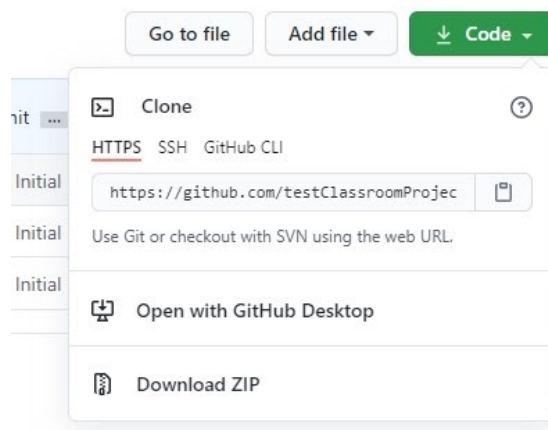 Go to file Add file Code
Clone
...
HTTPS SSH GitHub CLI
Initial
https://github.com/testClassroomProjec
Initial
Use Git or checkout with SVN using the web URL.
Initial
Open with GitHub Desktop
Download ZIP